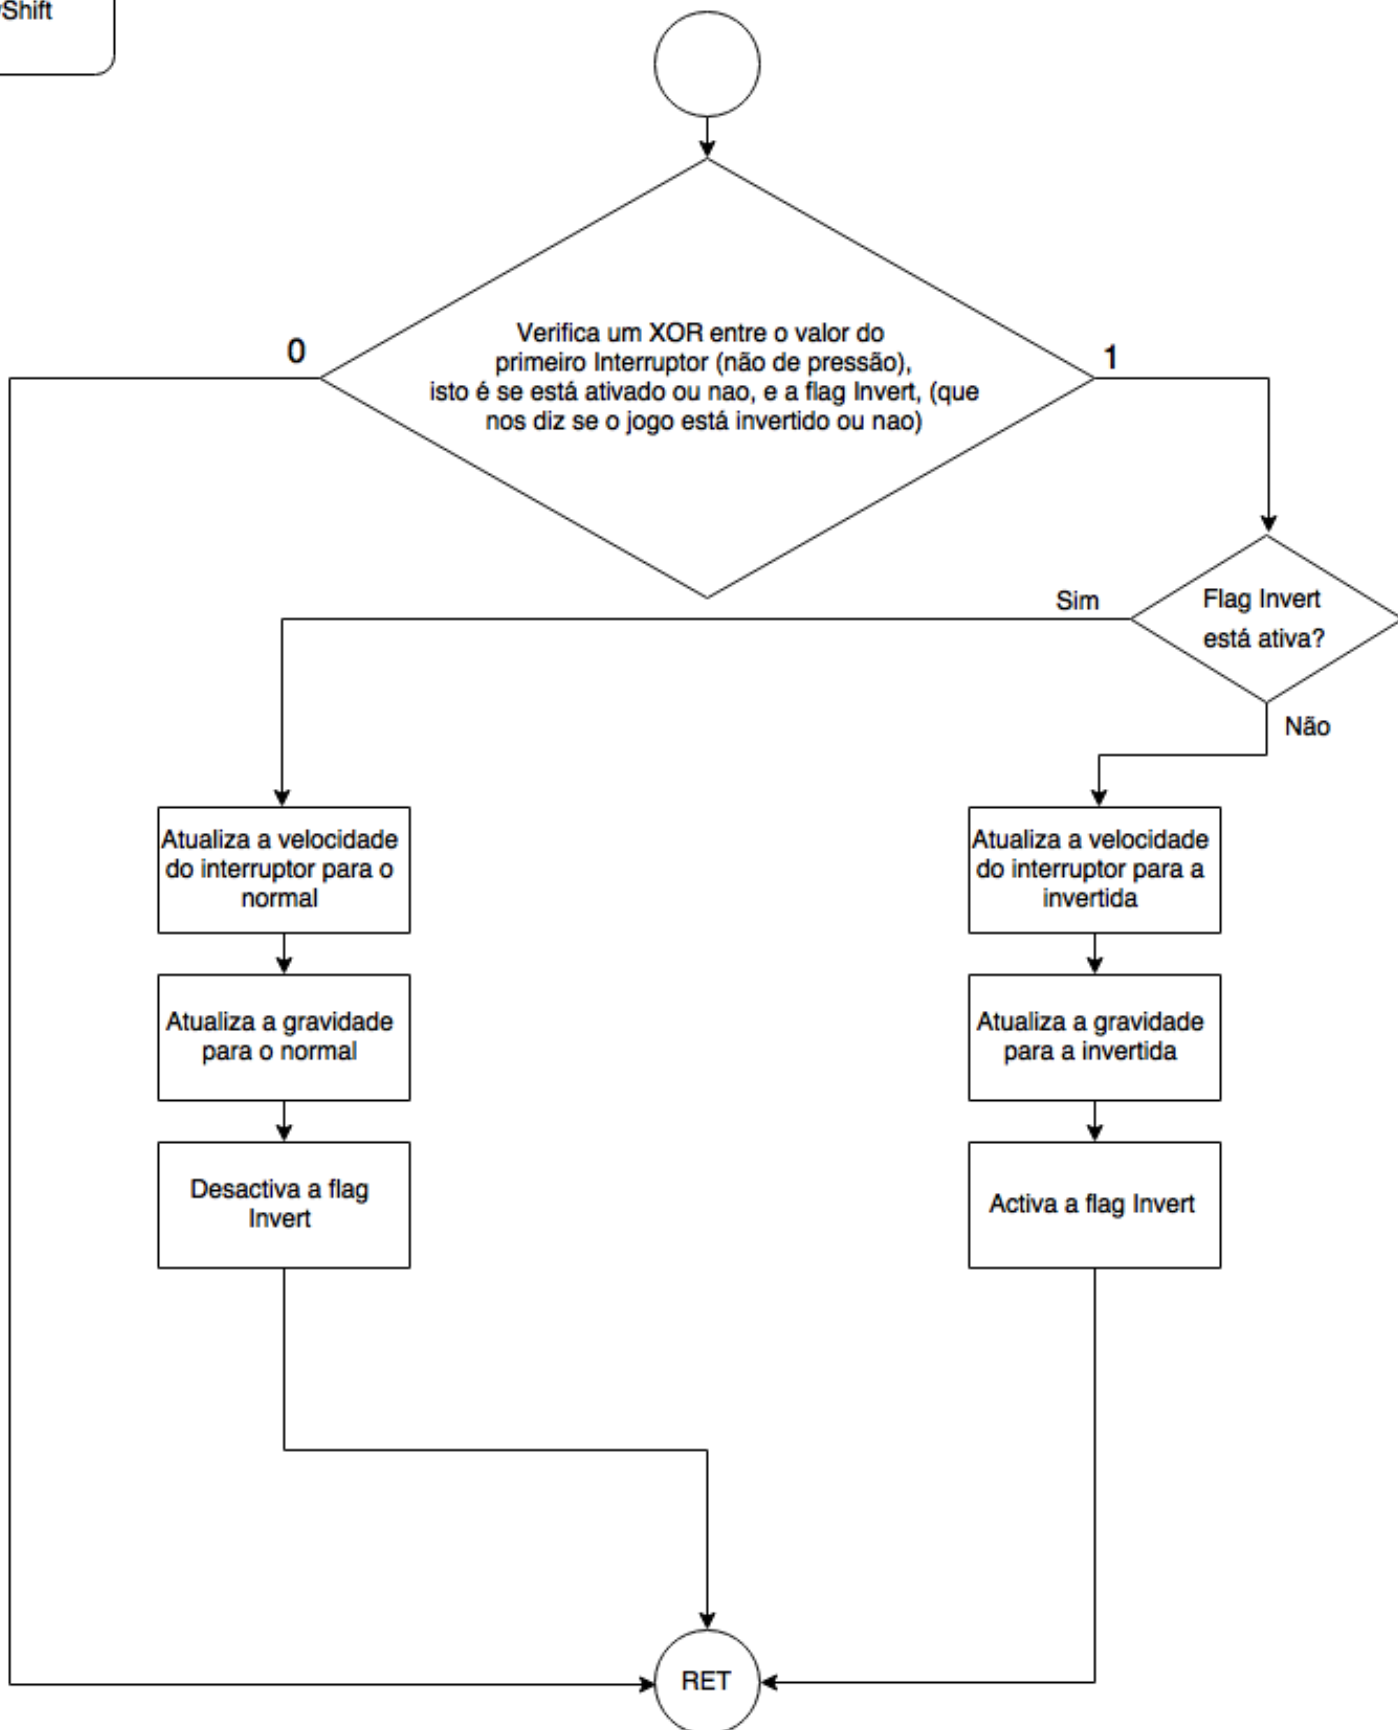 Shift
Verifica um XOR entre o valor do
primeiro Interruptor (não de pressão),
isto é se está ativado ou nao, e a flag Invert, (que
nos diz se o jogo está invertido ou nao)
0
1
Flag Invert
está ativa?
Sim
Não
Atualiza a velocidade
do interruptor para o
normal
Atualiza a velocidade
do interruptor para a
invertida
Atualiza a gravidade
para o normal
Atualiza a gravidade
para a invertida
Desactiva a flag
Invert
Activa a flag Invert
RET